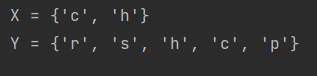 X = {'c', 'h'}
Y = {'r', 's', 'h', 'c', 'p'}